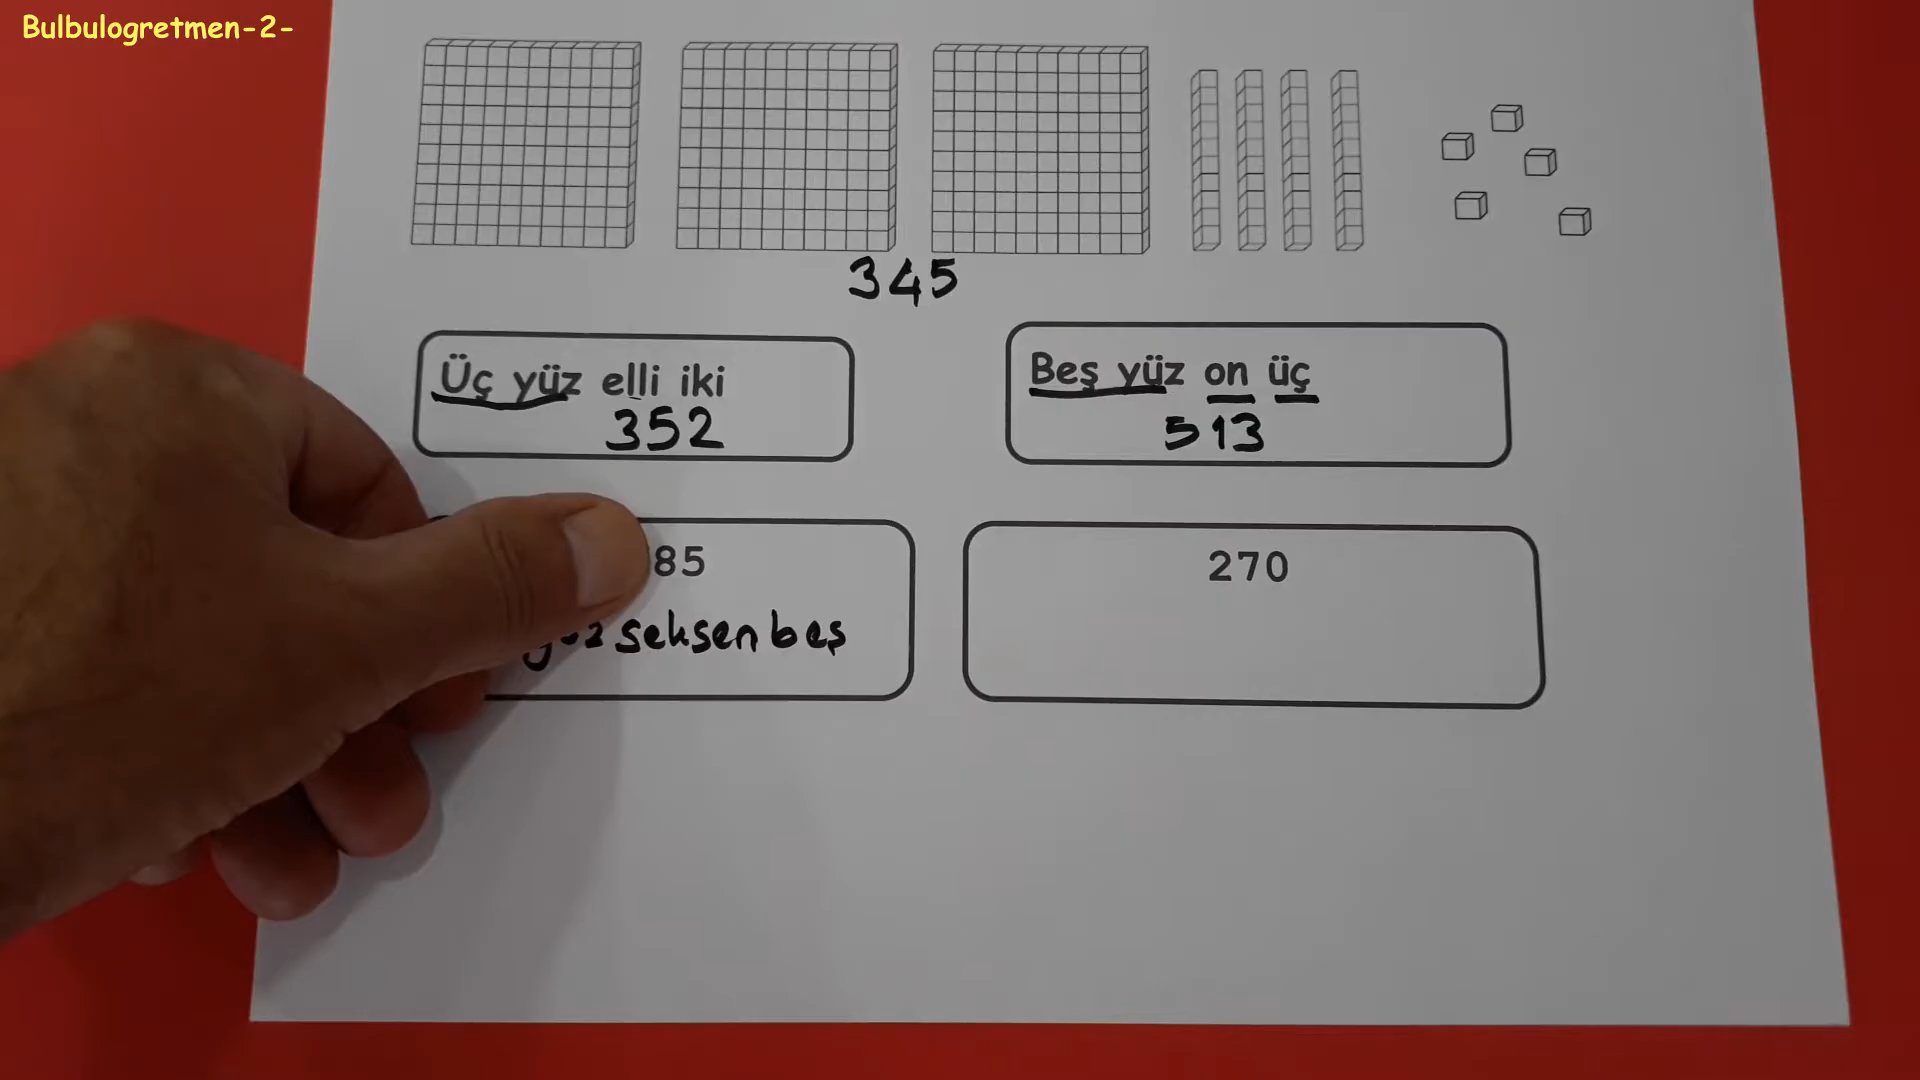 Bulbulogretmen-2-
345
Üç yüz elli iki
352
Beş yüz on üç
513
85
seksen beş
270